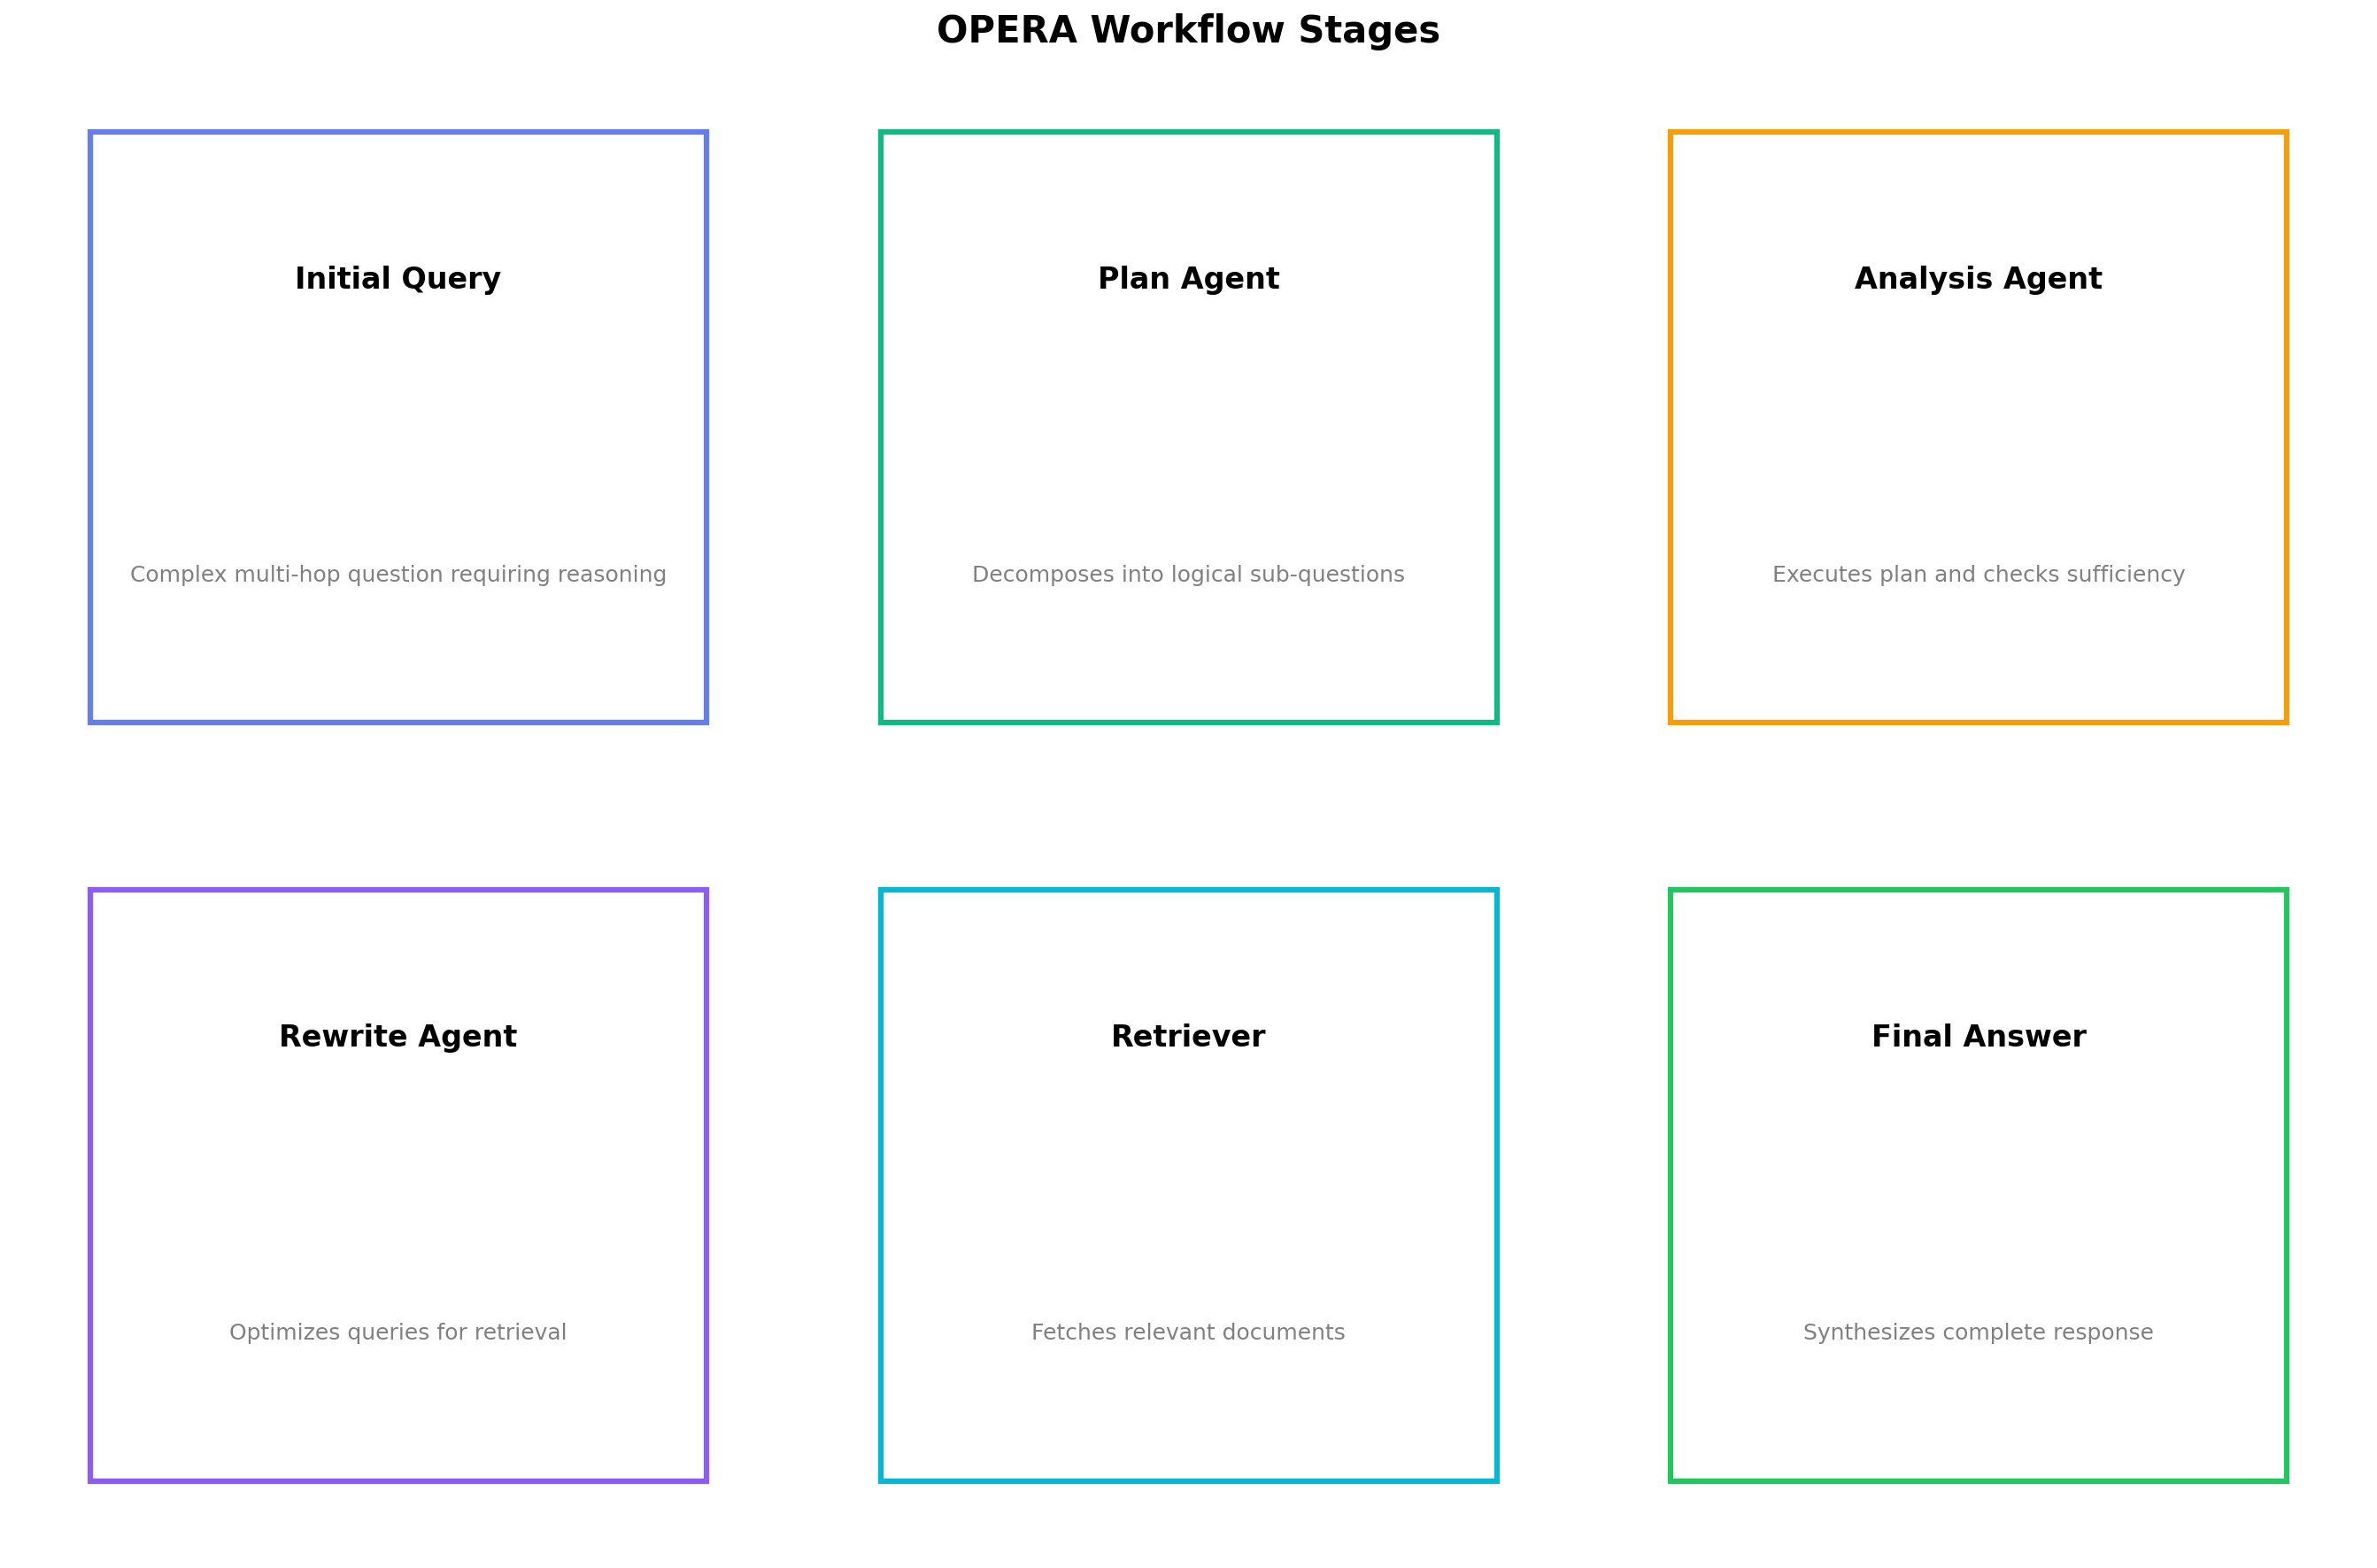 OPERA Workflow Stages
Initial Query
Complex multi-hop question requiring reasoning
Plan Agent
Decomposes into logical sub-questions
Analysis Agent
Executes plan and checks sufficiency
Rewrite Agent
Optimizes queries for retrieval
Retriever
Fetches relevant documents
Final Answer
Synthesizes complete response